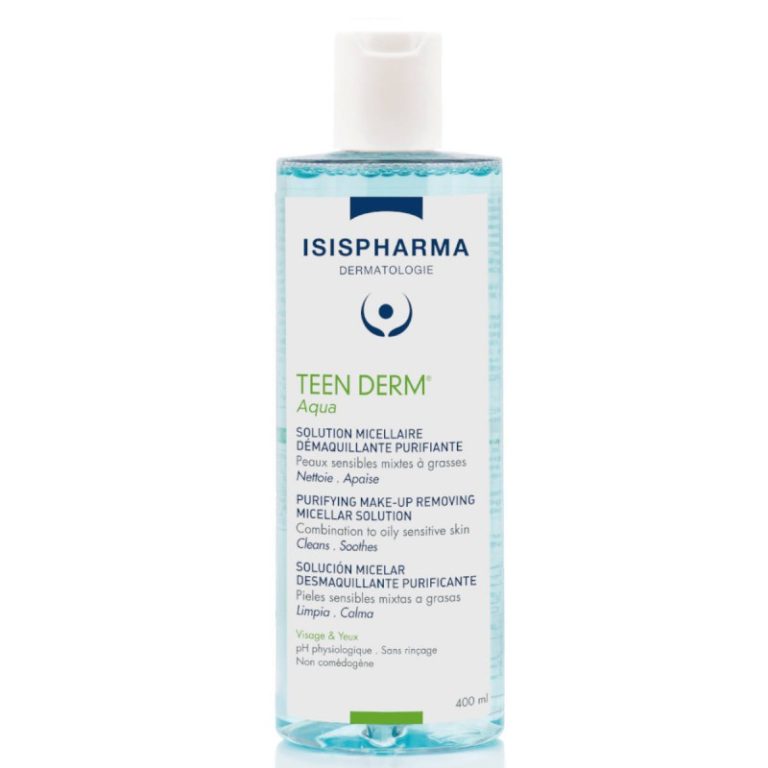 ISISPHARMA
DERMATOLOGIE
TEEN DERM®
Aqua
SOLUTION MICELLAIRE
DÉMAQUILLANTE PURIFIANTE
Peaux sensibles mixtes à grasses
Nettoie . Apaise
PURIFYING MAKE-UP REMOVING
MICELLAR SOLUTION
Combination to oily sensitive skin
Cleans . Soothes
SOLUCIÓN MICELAR
DESMAQUILLANTE PURIFICANTE
Pieles sensibles mixtas a grasas
Limpia . Calma
Visage & Yeux
pH physiologique . Sans rinçage
Non comédogène
400 ml